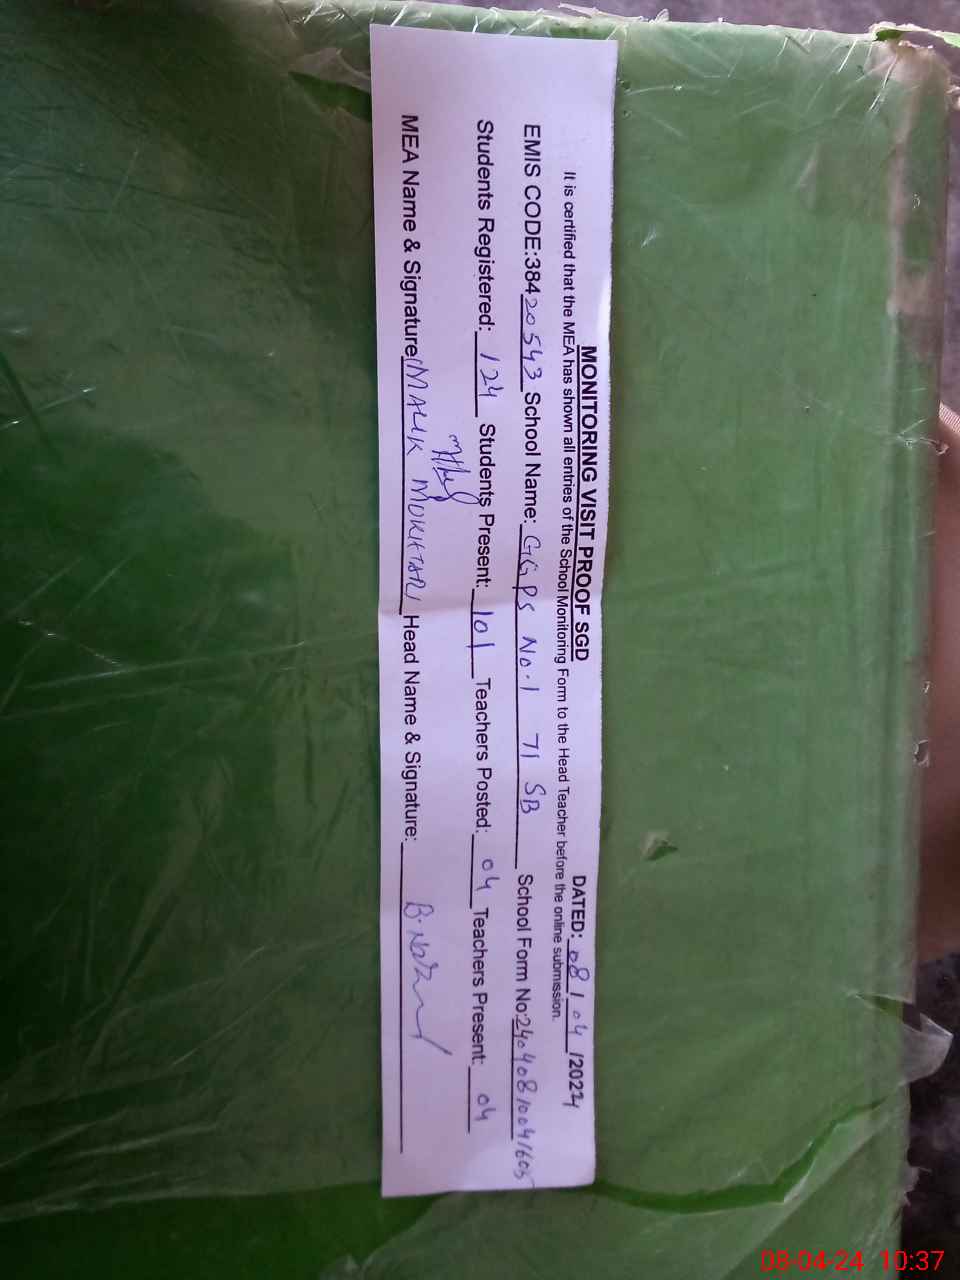 MONITORING VISIT PROOF SGD DATED: 08/04/2024
It is certified that the MEA has shown all entries of the School Monitoring Form to the Head Teacher before the online submission.
EMIS CODE:38420543 School Name: GGPS No.1 71 SB School Form No:24040810041605
Students Registered: 124 Students Present: 101 Teachers Posted: 04 Teachers Present: 04
MEA Name & Signature(MALIK MUKHTAR) Head Name & Signature:
08-04-24 10:37